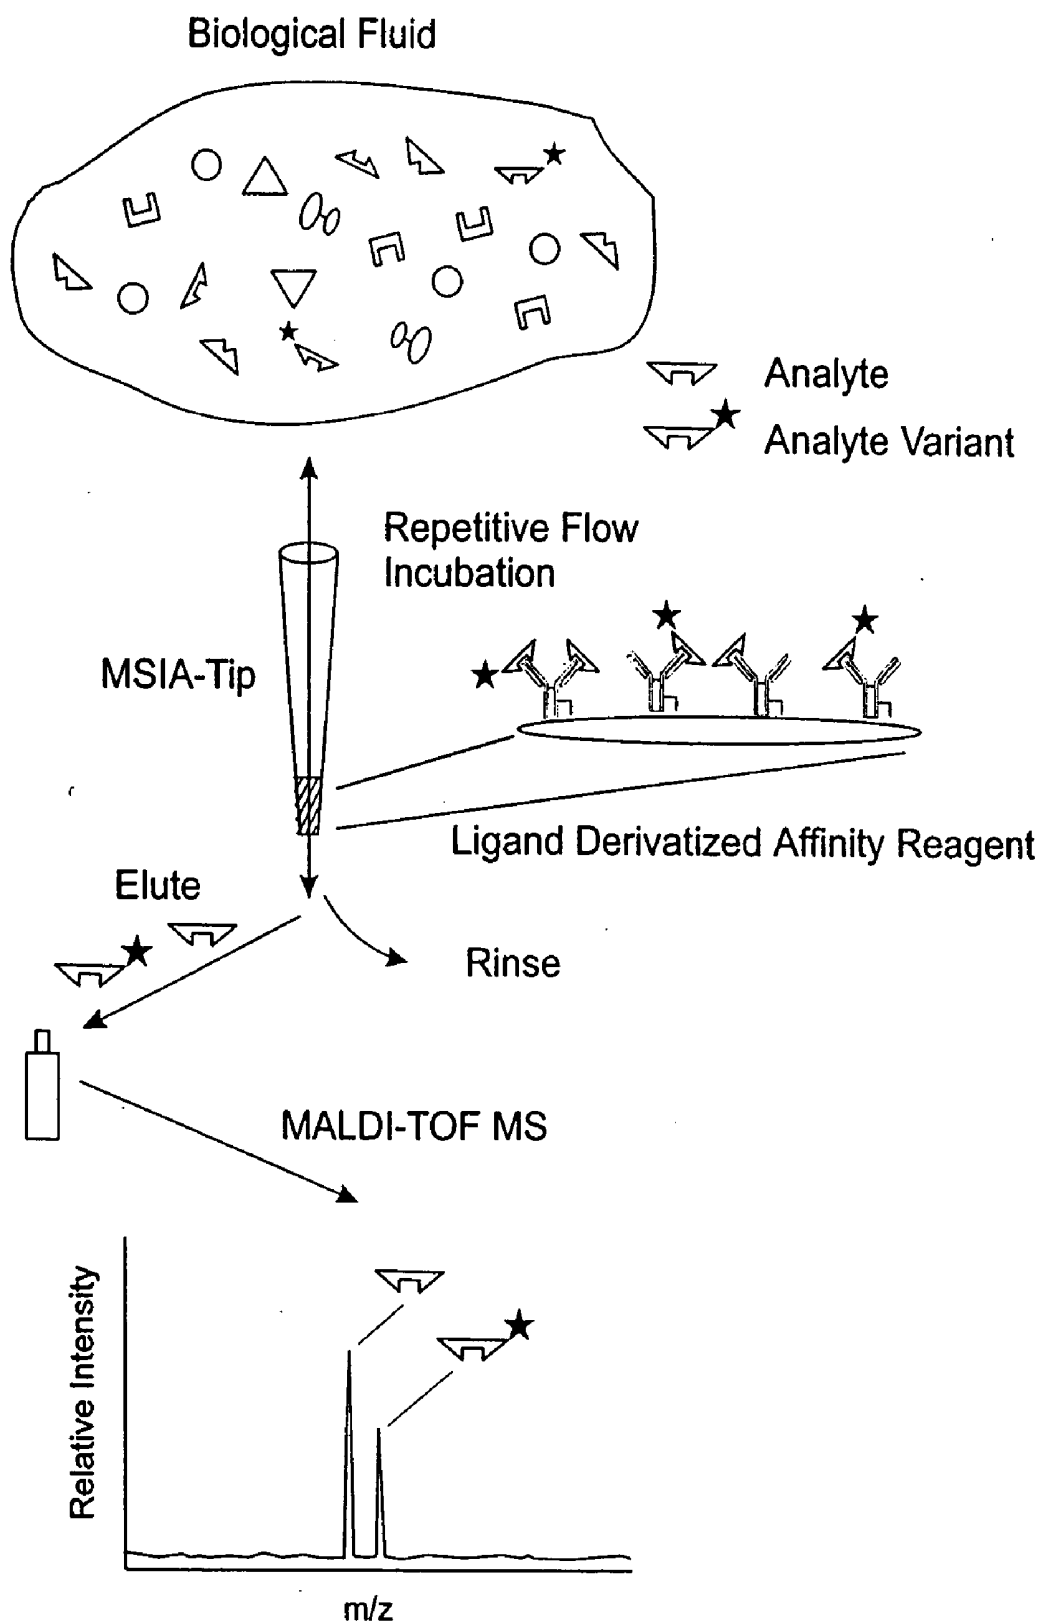 Biological Fluid
Analyte
Analyte Variant
Repetitive Flow
Incubation
MSIA-Tip
Ligand Derivatized Affinity Reagent
Elute
Rinse
MALDI-TOF MS
Relative Intensity
m/z